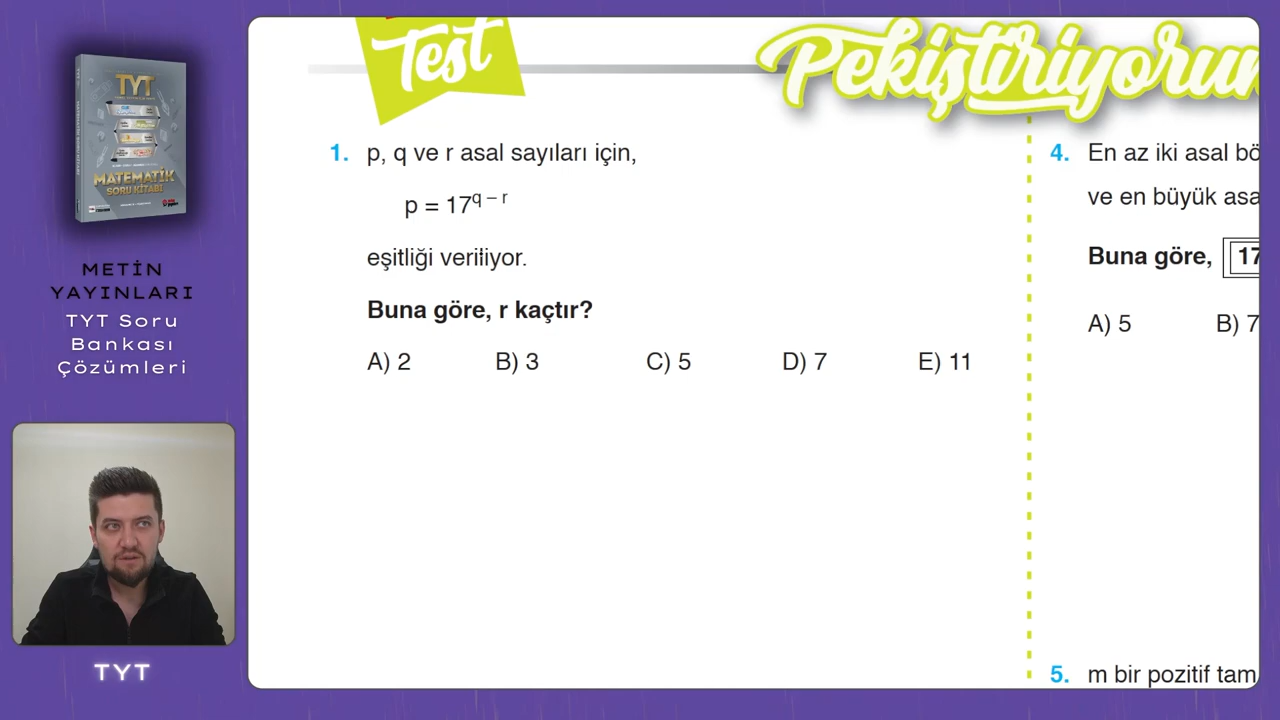 TYT
MATEMATİK
SORU KİTABI
METİN
YAYINLARI
TYT Soru
Bankası
Çözümleri
TYT
Test
Pekiştiriyorum
1. p, q ve r asal sayıları için,
p = 17^{q – r}
eşitliği veriliyor.
Buna göre, r kaçtır?
A) 2 B) 3 C) 5 D) 7 E) 11
4. En az iki asal bö
ve en büyük asa
Buna göre, 17
A) 5 B) 7
5. m bir pozitif tam